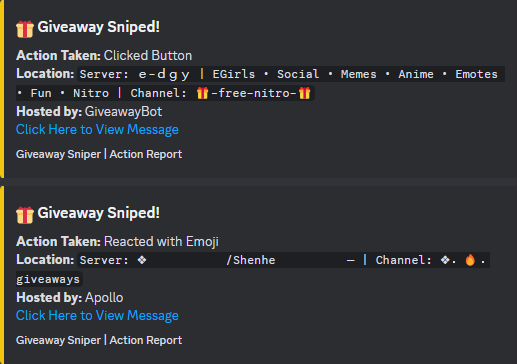 🎁 Giveaway Sniped!
Action Taken: Clicked Button
Location: Server: e-dgy | EGirls • Social • Memes • Anime • Emotes
• Fun • Nitro | Channel: 🎁-free-nitro-🎁
Hosted by: GiveawayBot
Click Here to View Message
Giveaway Sniper | Action Report
🎁 Giveaway Sniped!
Action Taken: Reacted with Emoji
Location: Server: ❖ /Shenhe — | Channel: ❖. 🔥.
giveaways
Hosted by: Apollo
Click Here to View Message
Giveaway Sniper | Action Report